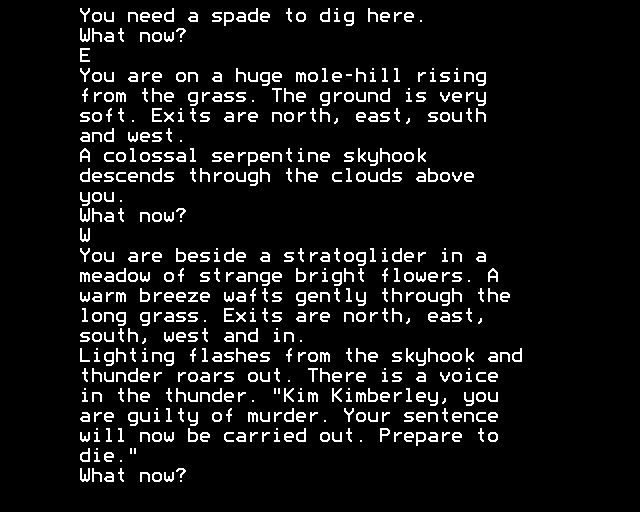 You need a spade to dig here.
What now?
E
You are on a huge mole-hill rising
from the grass. The ground is very
soft. Exits are north, east, south
and west.
A colossal serpentine skyhook
descends through the clouds above
you.
What now?
W
You are beside a stratoglider in a
meadow of strange bright flowers. A
warm breeze wafts gently through the
long grass. Exits are north, east,
south, west and in.
Lighting flashes from the skyhook and
thunder roars out. There is a voice
in the thunder. "Kim Kimberley, you
are guilty of murder. Your sentence
will now be carried out. Prepare to
die."
What now?